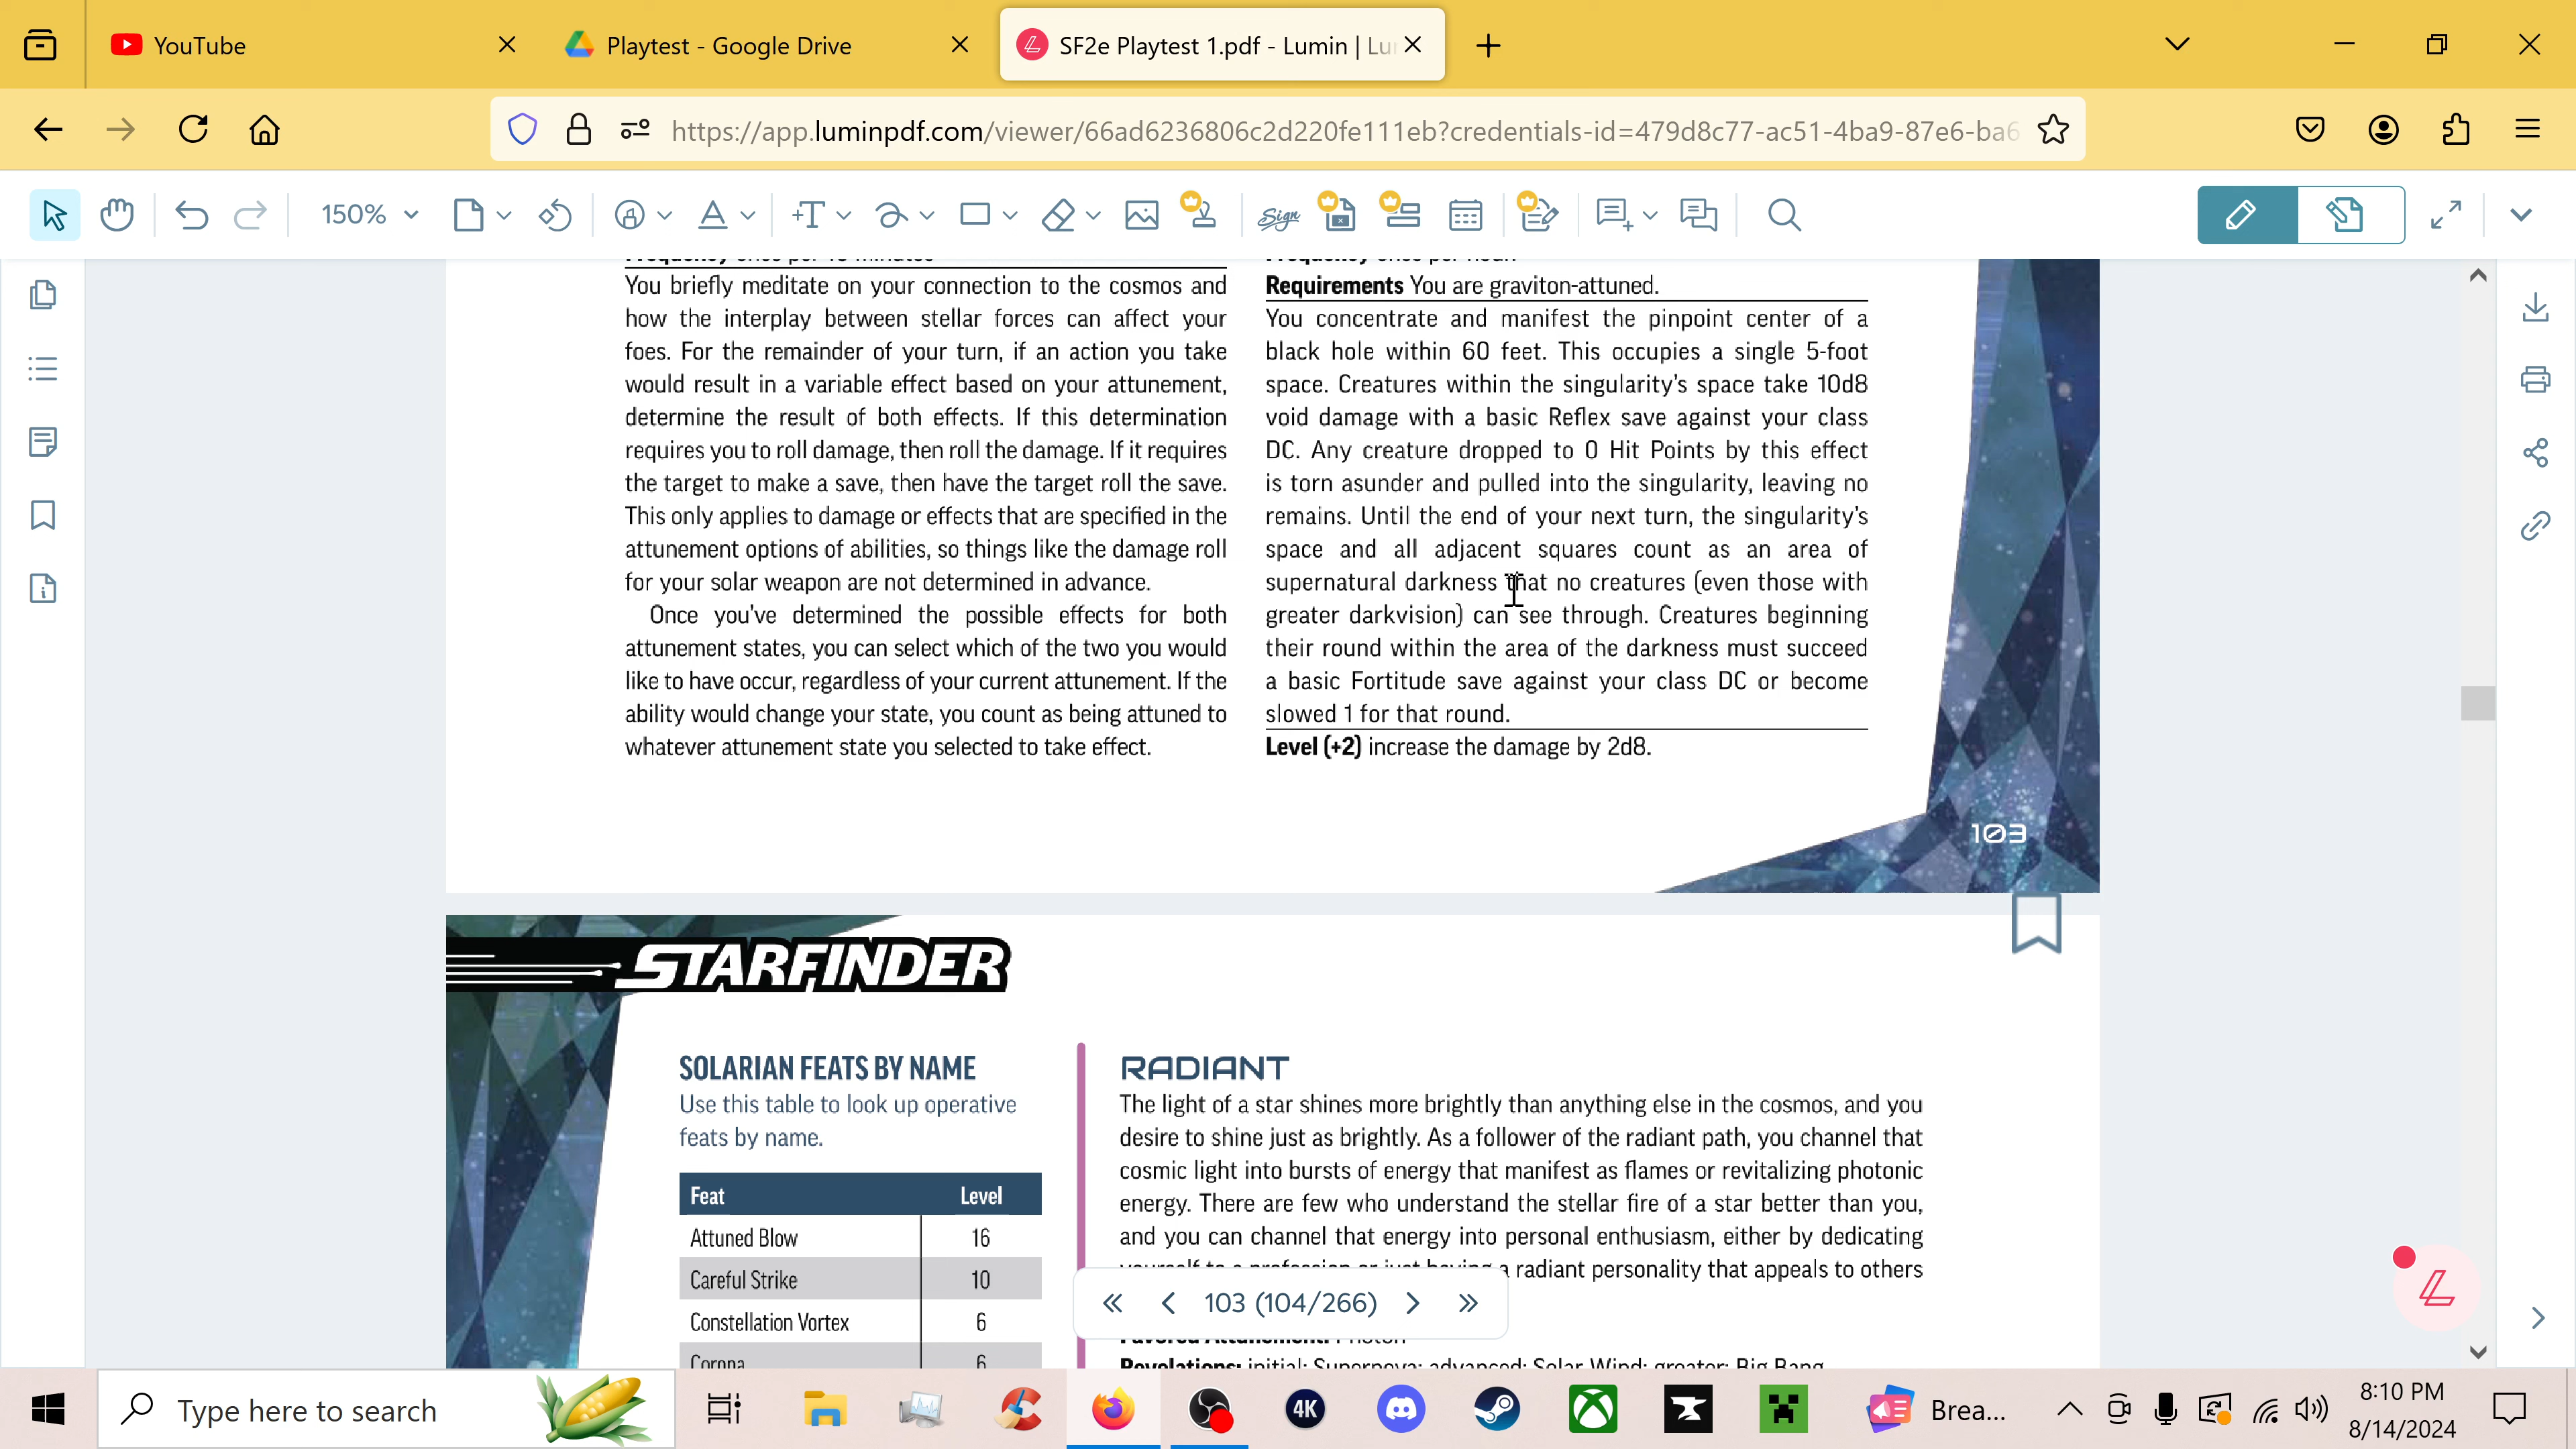 YouTube
Playtest - Google Drive
SF2e Playtest 1.pdf - Lumin | Lu
https://app.luminpdf.com/viewer/66ad6236806c2d220fe111eb?credentials-id=479d8c77-ac51-4ba9-87e6-ba6
150%
Sign
You briefly meditate on your connection to the cosmos and
how the interplay between stellar forces can affect your
foes. For the remainder of your turn, if an action you take
would result in a variable effect based on your attunement,
determine the result of both effects. If this determination
requires you to roll damage, then roll the damage. If it requires
the target to make a save, then have the target roll the save.
This only applies to damage or effects that are specified in the
attunement options of abilities, so things like the damage roll
for your solar weapon are not determined in advance.
Once you've determined the possible effects for both
attunement states, you can select which of the two you would
like to have occur, regardless of your current attunement. If the
ability would change your state, you count as being attuned to
whatever attunement state you selected to take effect.
Requirements You are graviton-attuned.
You concentrate and manifest the pinpoint center of a
black hole within 60 feet. This occupies a single 5-foot
space. Creatures within the singularity's space take 10d8
void damage with a basic Reflex save against your class
DC. Any creature dropped to 0 Hit Points by this effect
is torn asunder and pulled into the singularity, leaving no
remains. Until the end of your next turn, the singularity's
space and all adjacent squares count as an area of
supernatural darkness that no creatures (even those with
greater darkvision) can see through. Creatures beginning
their round within the area of the darkness must succeed
a basic Fortitude save against your class DC or become
slowed 1 for that round.
Level (+2) increase the damage by 2d8.
103
STARFINDER
SOLARIAN FEATS BY NAME
Use this table to look up operative
feats by name.
Feat Level
Attuned Blow 16
Careful Strike 10
Constellation Vortex 6
Corona 6
RADIANT
The light of a star shines more brightly than anything else in the cosmos, and you
desire to shine just as brightly. As a follower of the radiant path, you channel that
cosmic light into bursts of energy that manifest as flames or revitalizing photonic
energy. There are few who understand the stellar fire of a star better than you,
and you can channel that energy into personal enthusiasm, either by dedicating
a radiant personality that appeals to others
Revelations: initial: Supernova; advanced: Solar Wind; greater: Big Bang
103 (104/266)
Type here to search
4K
Brea...
8:10 PM
8/14/2024